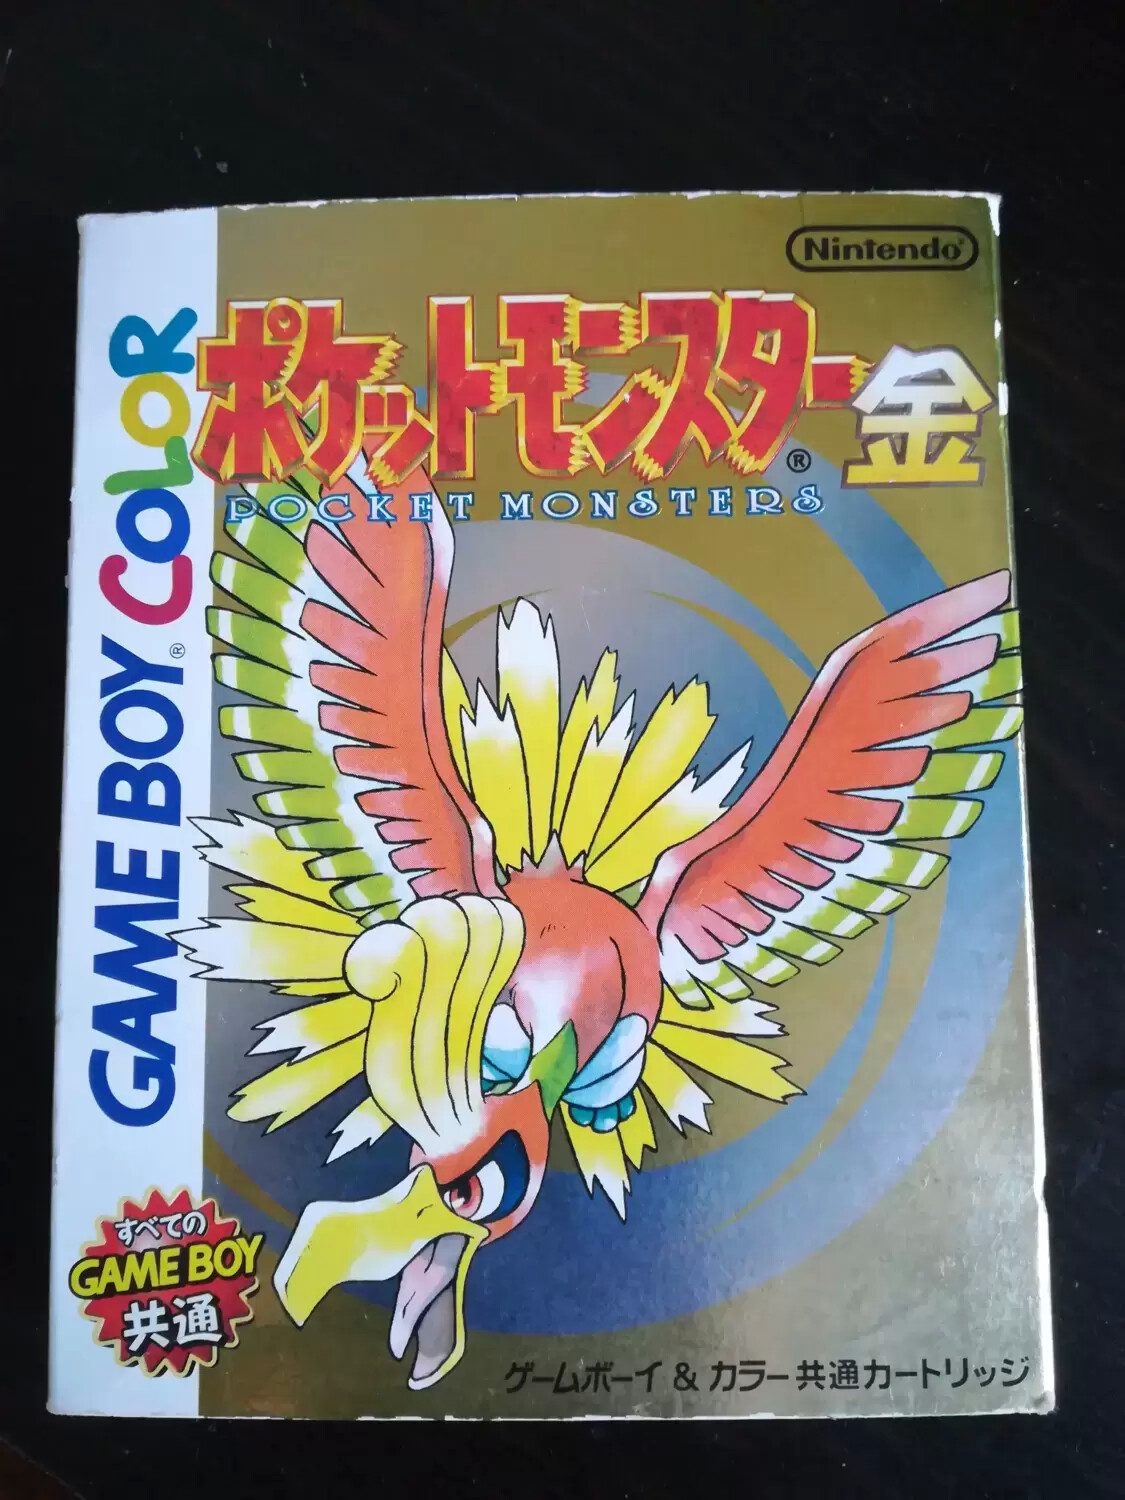 Nintendo®
ポケットモンスター金
®
POCKET MONSTERS
GAME BOY® COLOR
すべての
GAME BOY
共通
ゲームボーイ & カラー共通カートリッジ